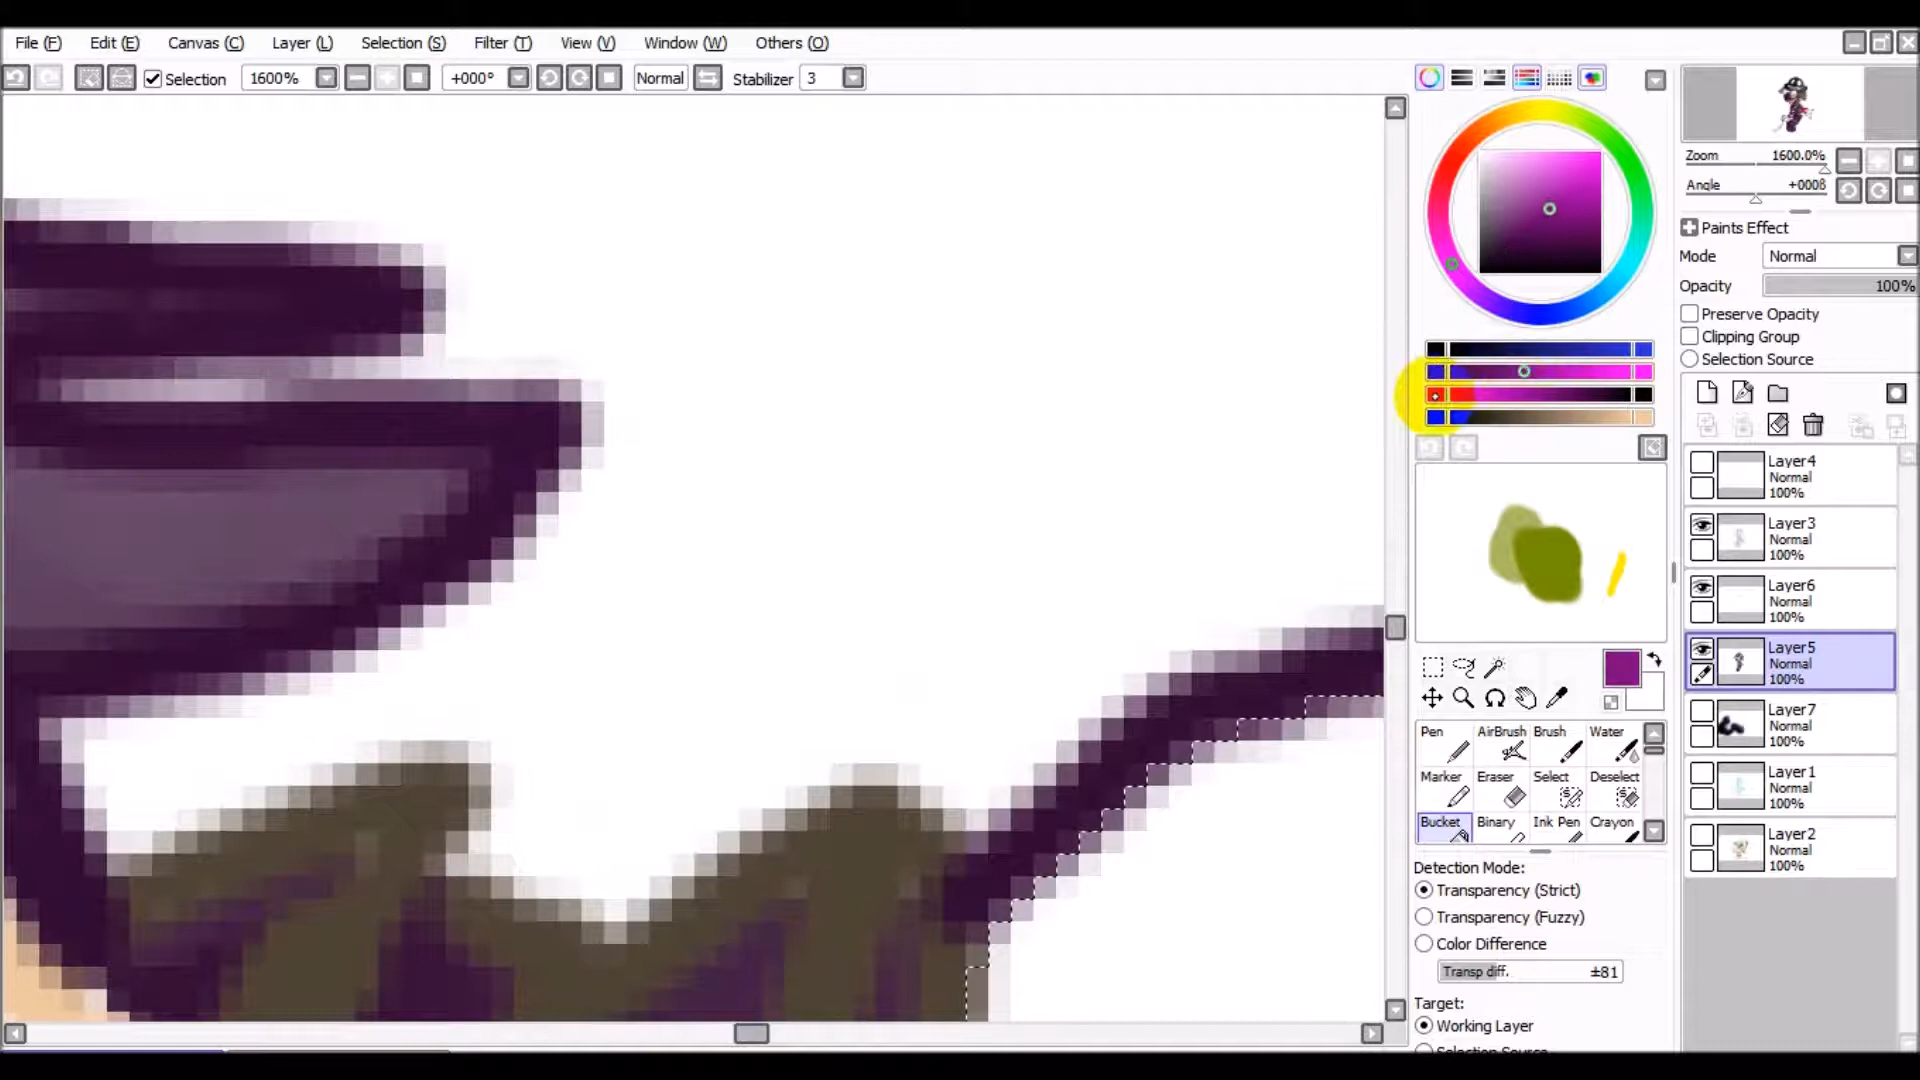 File (F) Edit (E) Canvas (C) Layer (L) Selection (S) Filter (T) View (V) Window (W) Others (O)
Selection 1600% +000° Normal Stabilizer 3
Zoom 1600.0%
Angle
Paints Effect
Mode Normal
Opacity 100%
Preserve Opacity
Clipping Group
Selection Source
Layer4
Normal
100%
Layer3
Normal
100%
Layer6
Normal
100%
Layer5
Normal
100%
Layer7
Normal
100%
Layer1
Normal
100%
Layer2
Normal
100%
Pen AirBrush Brush Water
Marker Eraser Select Deselect
Bucket Binary Ink Pen Crayon
Detection Mode:
Transparency (Strict)
Transparency (Fuzzy)
Color Difference
Transp diff. ±81
Target:
Working Layer
Selection Source